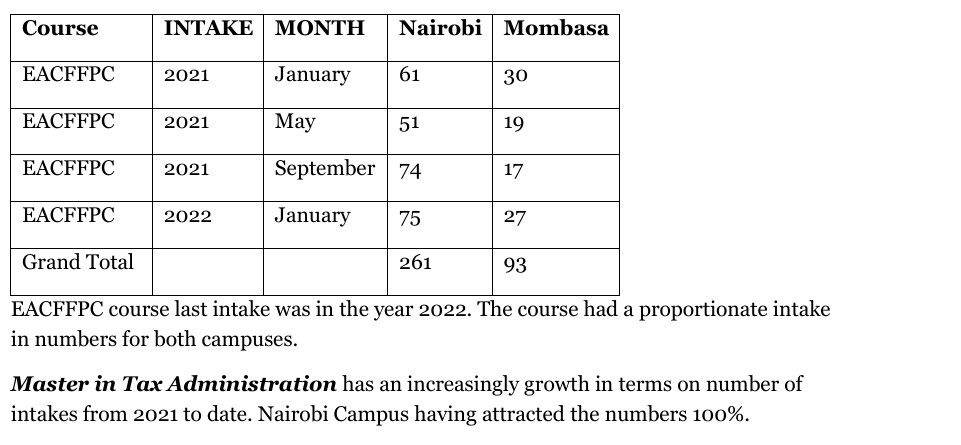 Course INTAKE MONTH Nairobi Mombasa
EACFFPC 2021 January 61 30
EACFFPC 2021 May 51 19
EACFFPC 2021 September 74 17
EACFFPC 2022 January 75 27
Grand Total 261 93
EACFFPC course last intake was in the year 2022. The course had a proportionate intake
in numbers for both campuses.
Master in Tax Administration has an increasingly growth in terms on number of
intakes from 2021 to date. Nairobi Campus having attracted the numbers 100%.